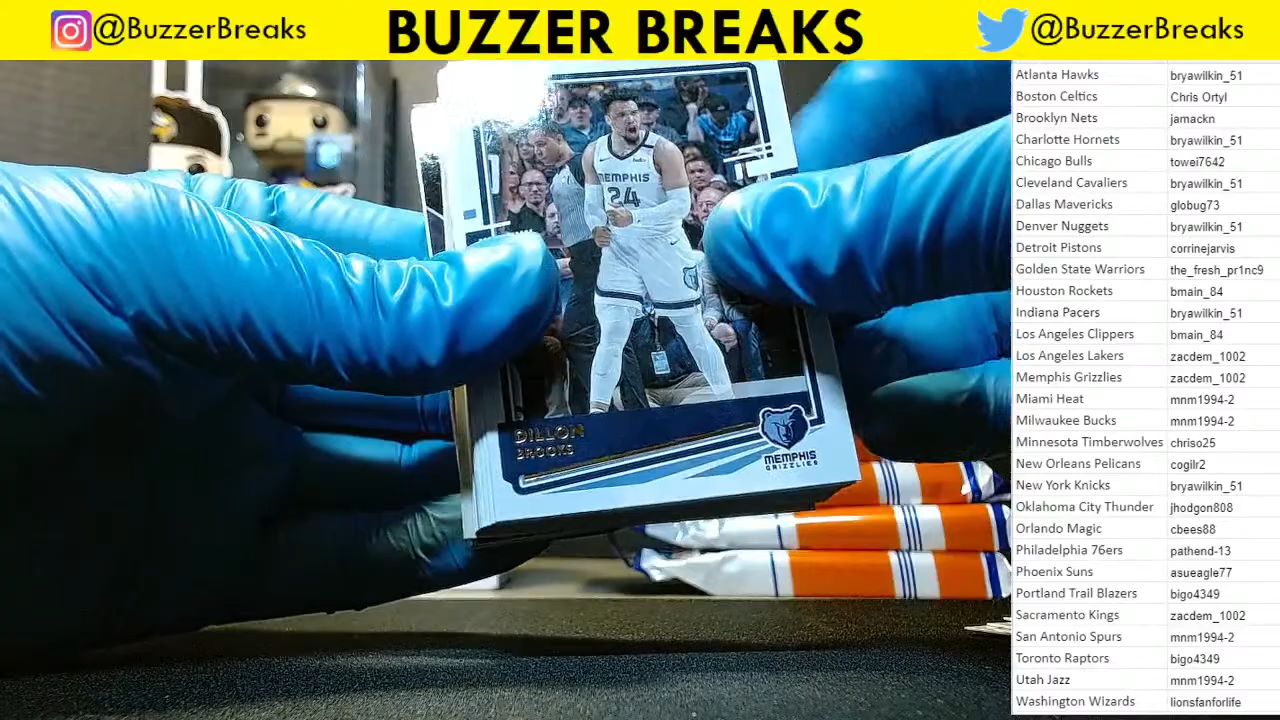 @BuzzerBreaks BUZZER BREAKS @BuzzerBreaks
Atlanta Hawks bryawilkin_51
Boston Celtics Chris Ortyl
Brooklyn Nets jamackn
Charlotte Hornets bryawilkin_51
Chicago Bulls towei7642
Cleveland Cavaliers bryawilkin_51
Dallas Mavericks globug73
Denver Nuggets bryawilkin_51
Detroit Pistons corrinejarvis
Golden State Warriors the_fresh_pr1nc9
Houston Rockets bmain_84
Indiana Pacers bryawilkin_51
Los Angeles Clippers bmain_84
Los Angeles Lakers zacdem_1002
Memphis Grizzlies zacdem_1002
Miami Heat mnm1994-2
Milwaukee Bucks mnm1994-2
Minnesota Timberwolves chriso25
New Orleans Pelicans cogilr2
New York Knicks bryawilkin_51
Oklahoma City Thunder jhodgon808
Orlando Magic cbees88
Philadelphia 76ers pathend-13
Phoenix Suns asueagle77
Portland Trail Blazers bigo4349
Sacramento Kings zacdem_1002
San Antonio Spurs mnm1994-2
Toronto Raptors bigo4349
Utah Jazz mnm1994-2
Washington Wizards lionsfanforlife
MEMPHIS
24
DILLON
BROOKS
MEMPHIS
GRIZZLIES